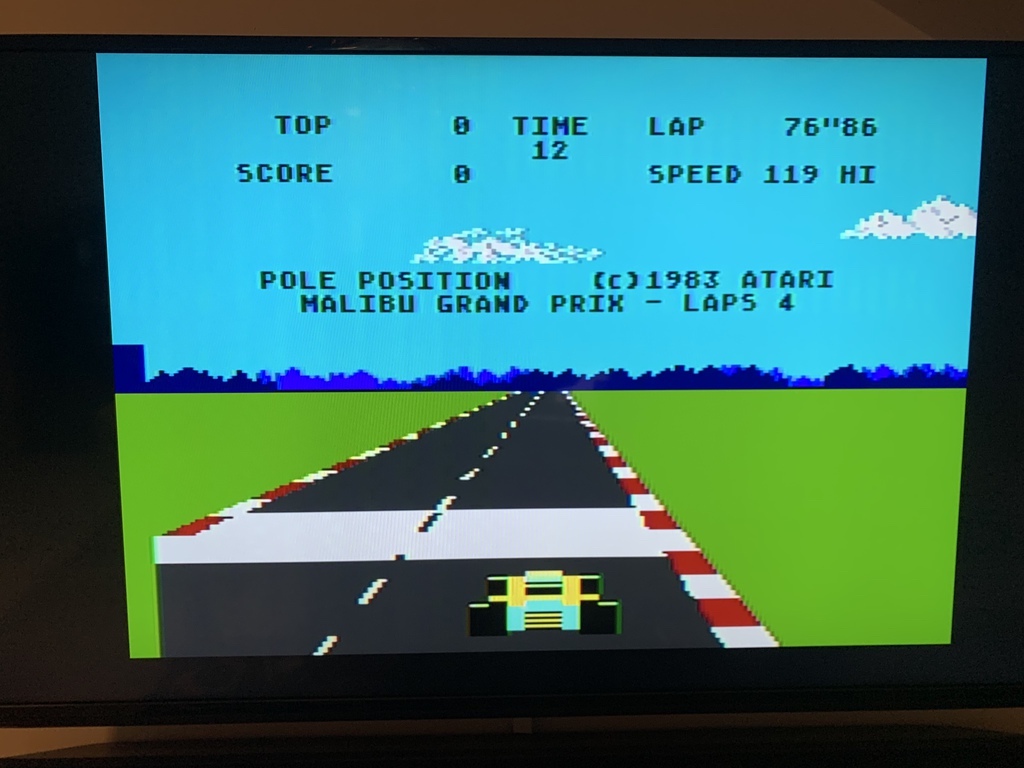 TOP 0 TIME LAP 76"86
12
SCORE 0 SPEED 119 HI
POLE POSITION (c)1983 ATARI
MALIBU GRAND PRIX - LAPS 4